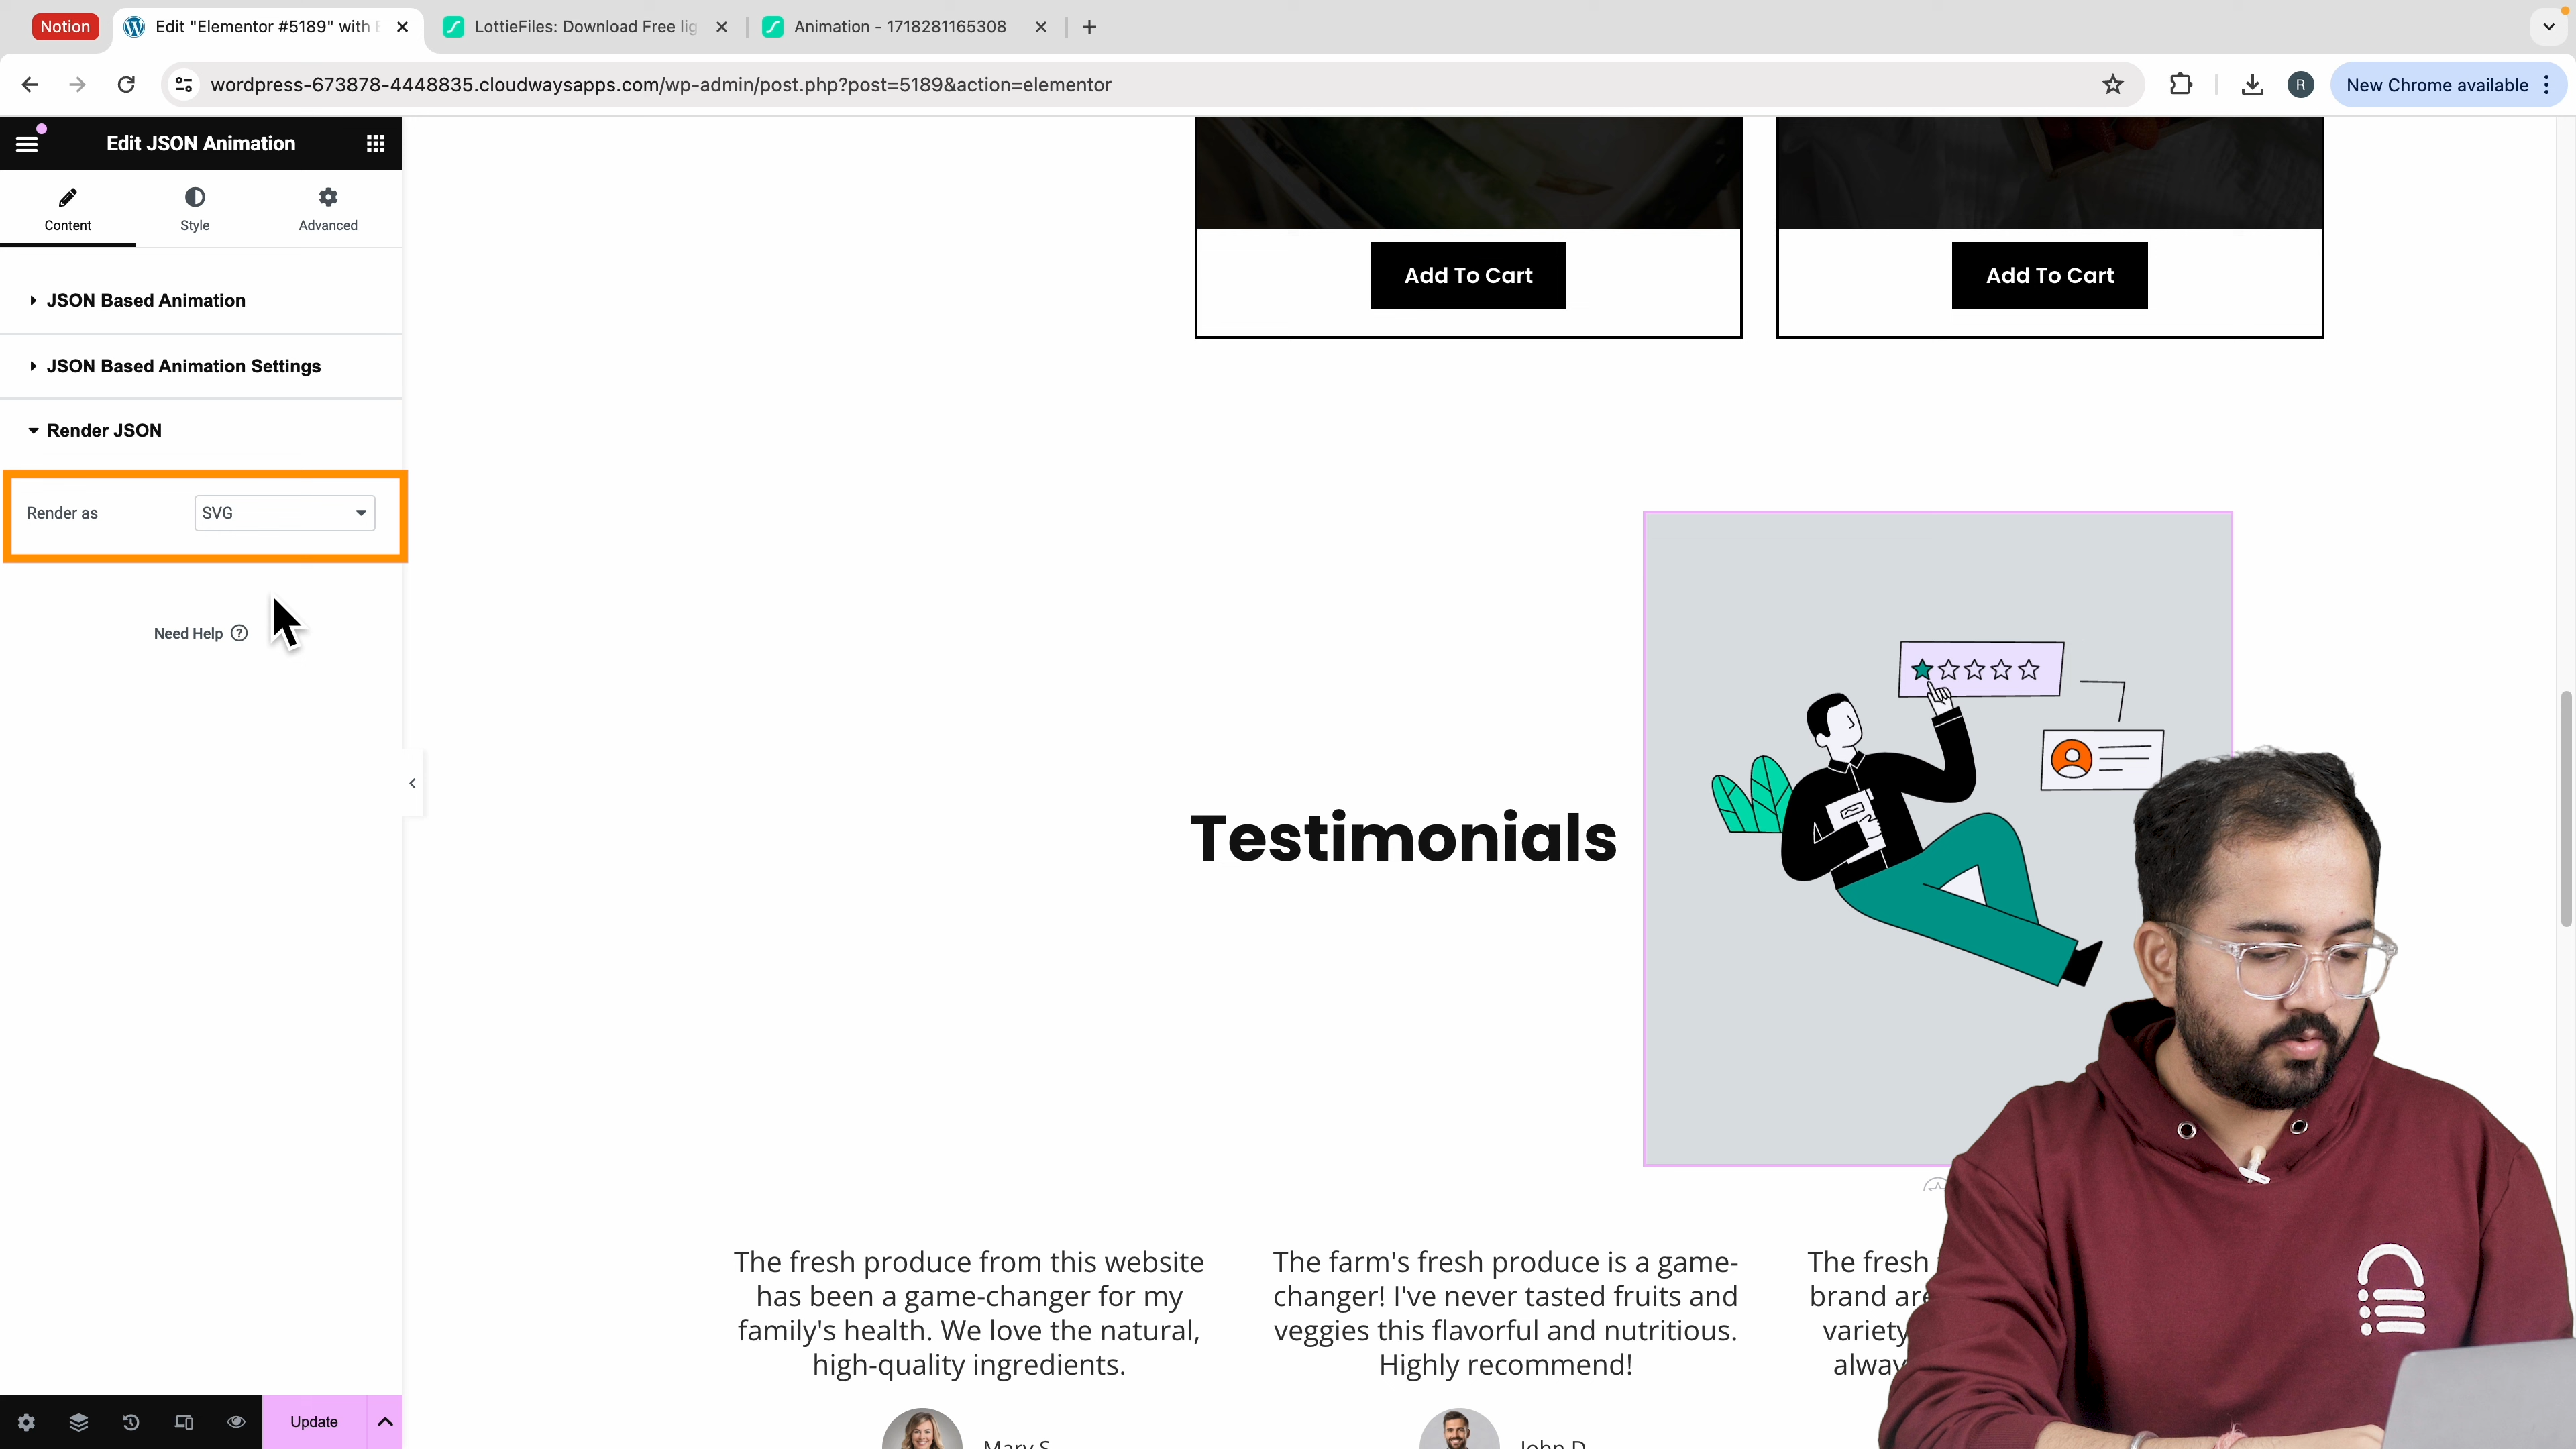 Notion
Edit "Elementor #5189" with
LottieFiles: Download Free lig
Animation - 1718281165308
wordpress-673878-4448835.cloudwaysapps.com/wp-admin/post.php?post=5189&action=elementor
R
New Chrome available
Edit JSON Animation
Content
Style
Advanced
JSON Based Animation
JSON Based Animation Settings
Render JSON
Render as
SVG
Need Help ?
Update
Add To Cart
Add To Cart
Testimonials
The fresh produce from this website
has been a game-changer for my
family's health. We love the natural,
high-quality ingredients.
Mary S
The farm's fresh produce is a game-
changer! I've never tasted fruits and
veggies this flavorful and nutritious.
Highly recommend!
John D
The fresh
brand are
variety
alway